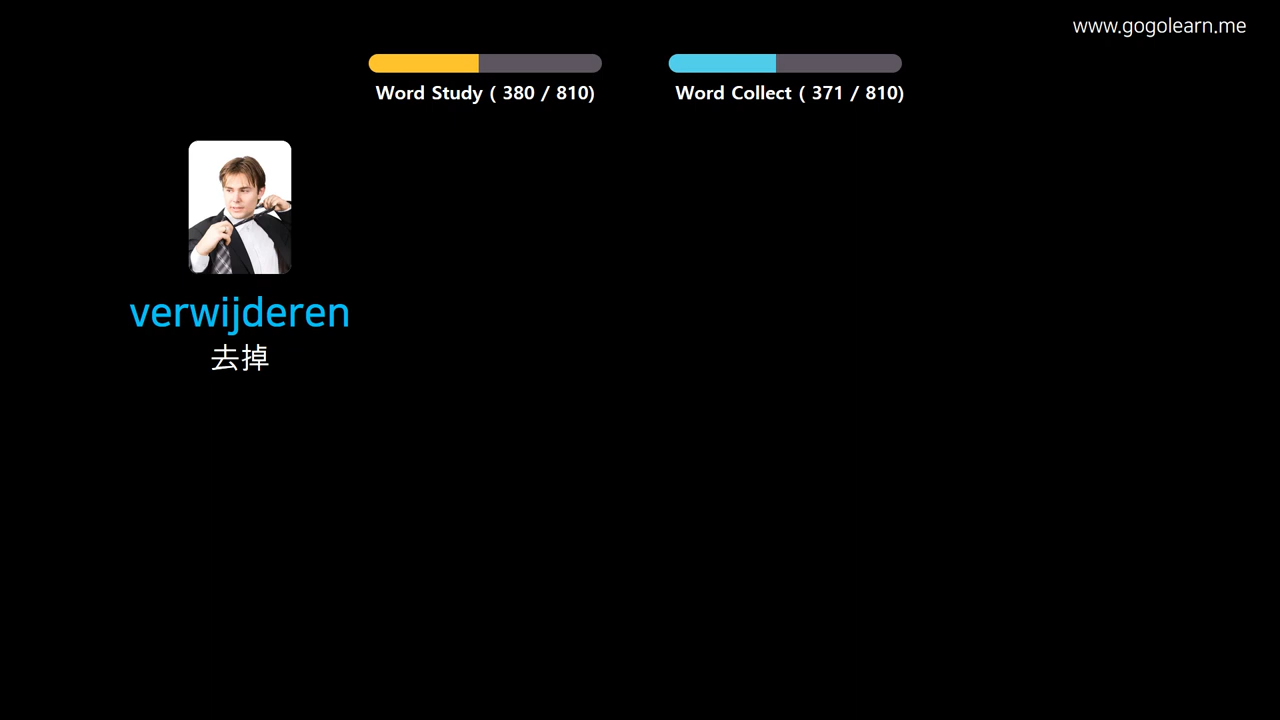 www.gogolearn.me
Word Study ( 380 / 810)
Word Collect ( 371 / 810)
verwijderen
去掉